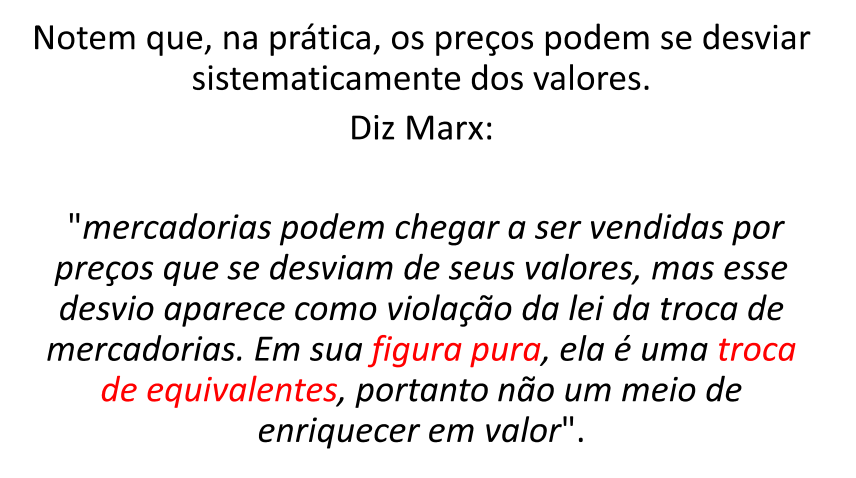 Notem que, na prática, os preços podem se desviar
sistematicamente dos valores.
Diz Marx:
"mercadorias podem chegar a ser vendidas por
preços que se desviam de seus valores, mas esse
desvio aparece como violação da lei da troca de
mercadorias. Em sua figura pura, ela é uma troca
de equivalentes, portanto não um meio de
enriquecer em valor".